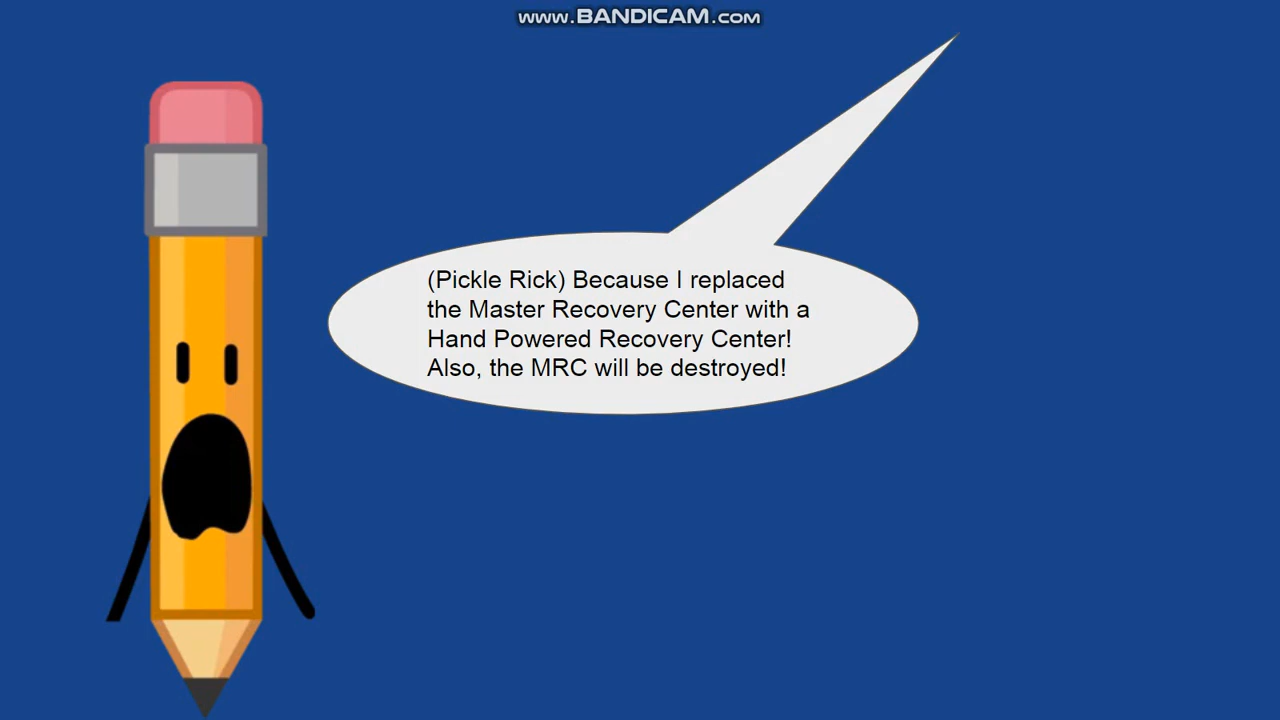 www.BANDICAM.com
(Pickle Rick) Because I replaced
the Master Recovery Center with a
Hand Powered Recovery Center!
Also, the MRC will be destroyed!